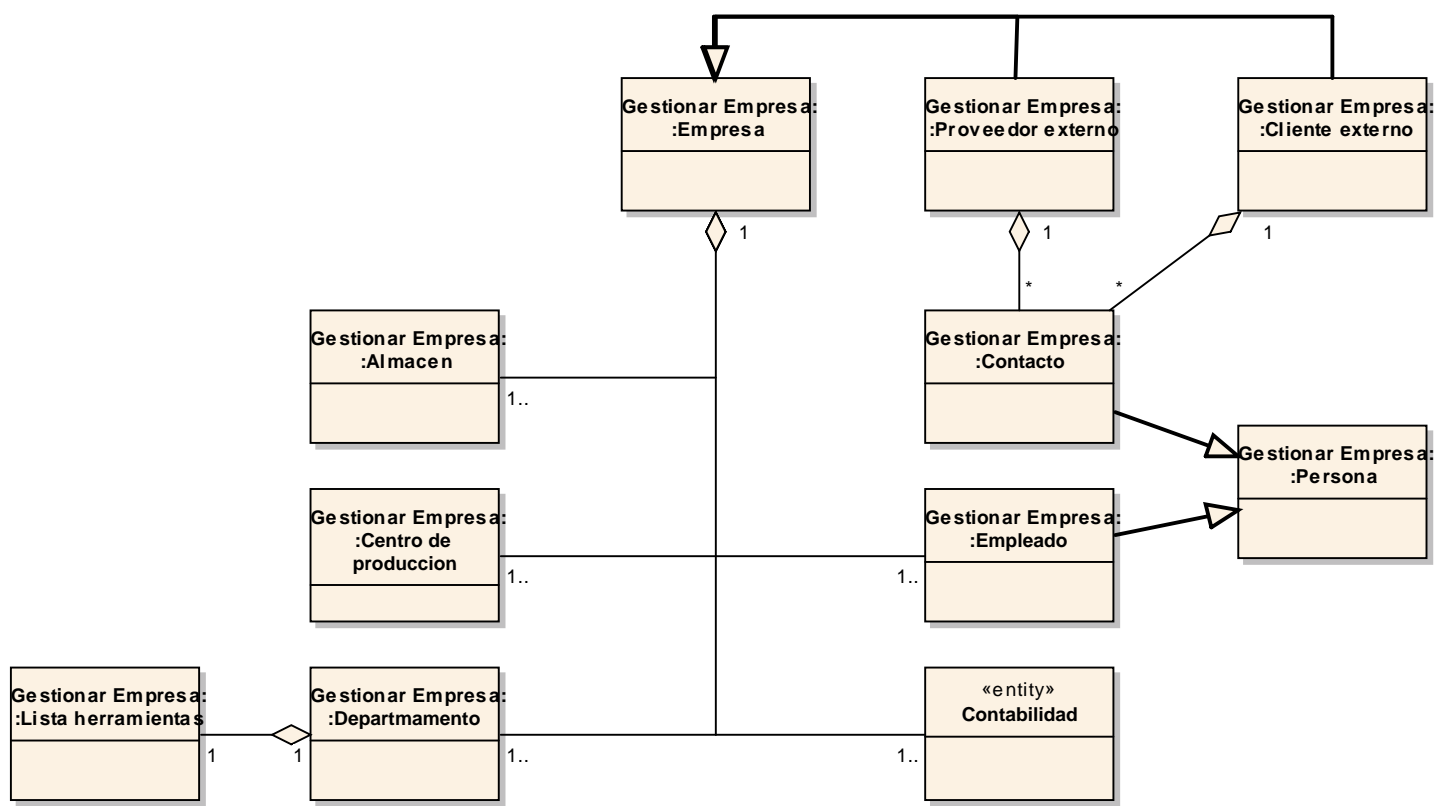 Gestionar Empresa:
:Empresa
Gestionar Empresa:
:Proveedor externo
Gestionar Empresa:
:Cliente externo
1
1
1
*
*
Gestionar Empresa:
:Almacen
1..
Gestionar Empresa:
:Contacto
Gestionar Empresa:
:Persona
Gestionar Empresa:
:Centro de
produccion
1..
Gestionar Empresa:
:Empleado
1..
Gestionar Empresa:
:Lista herramientas
1
Gestionar Empresa:
:Departmamento
1
1..
«entity»
Contabilidad
1..